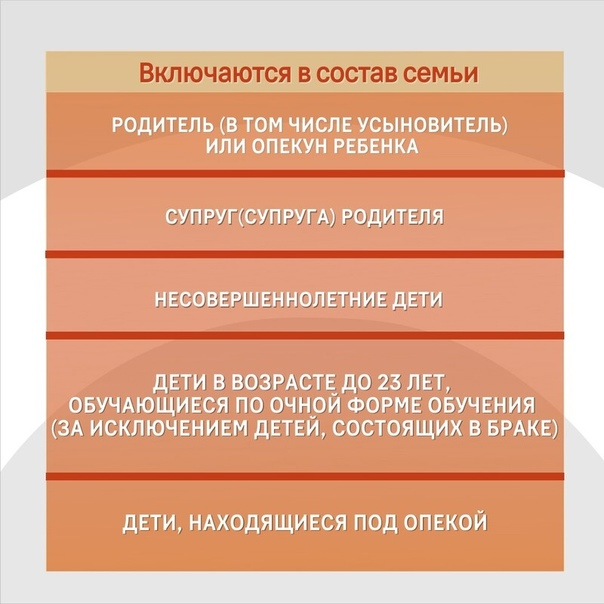 Включаются в состав семьи
РОДИТЕЛЬ (В ТОМ ЧИСЛЕ УСЫНОВИТЕЛЬ)
ИЛИ ОПЕКУН РЕБЕНКА
СУПРУГ(СУПРУГА) РОДИТЕЛЯ
НЕСОВЕРШЕННОЛЕТНИЕ ДЕТИ
ДЕТИ В ВОЗРАСТЕ ДО 23 ЛЕТ,
ОБУЧАЮЩИЕСЯ ПО ОЧНОЙ ФОРМЕ ОБУЧЕНИЯ
(ЗА ИСКЛЮЧЕНИЕМ ДЕТЕЙ, СОСТОЯЩИХ В БРАКЕ)
ДЕТИ, НАХОДЯЩИЕСЯ ПОД ОПЕКОЙ